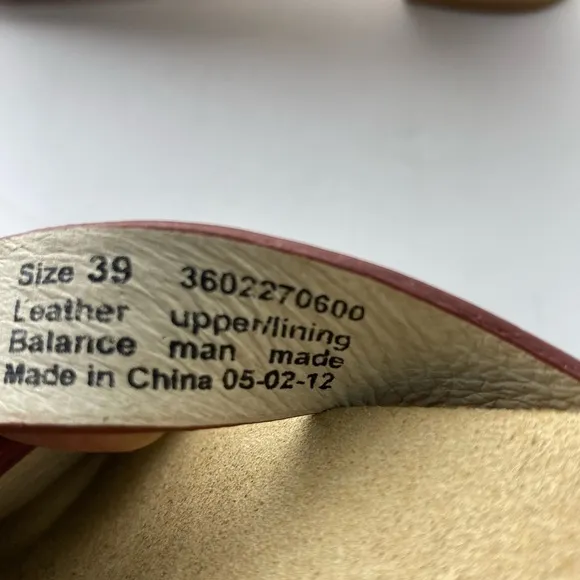 Size 39 3602270600
Leather upper/lining
Balance man made
Made in China 05-02-12